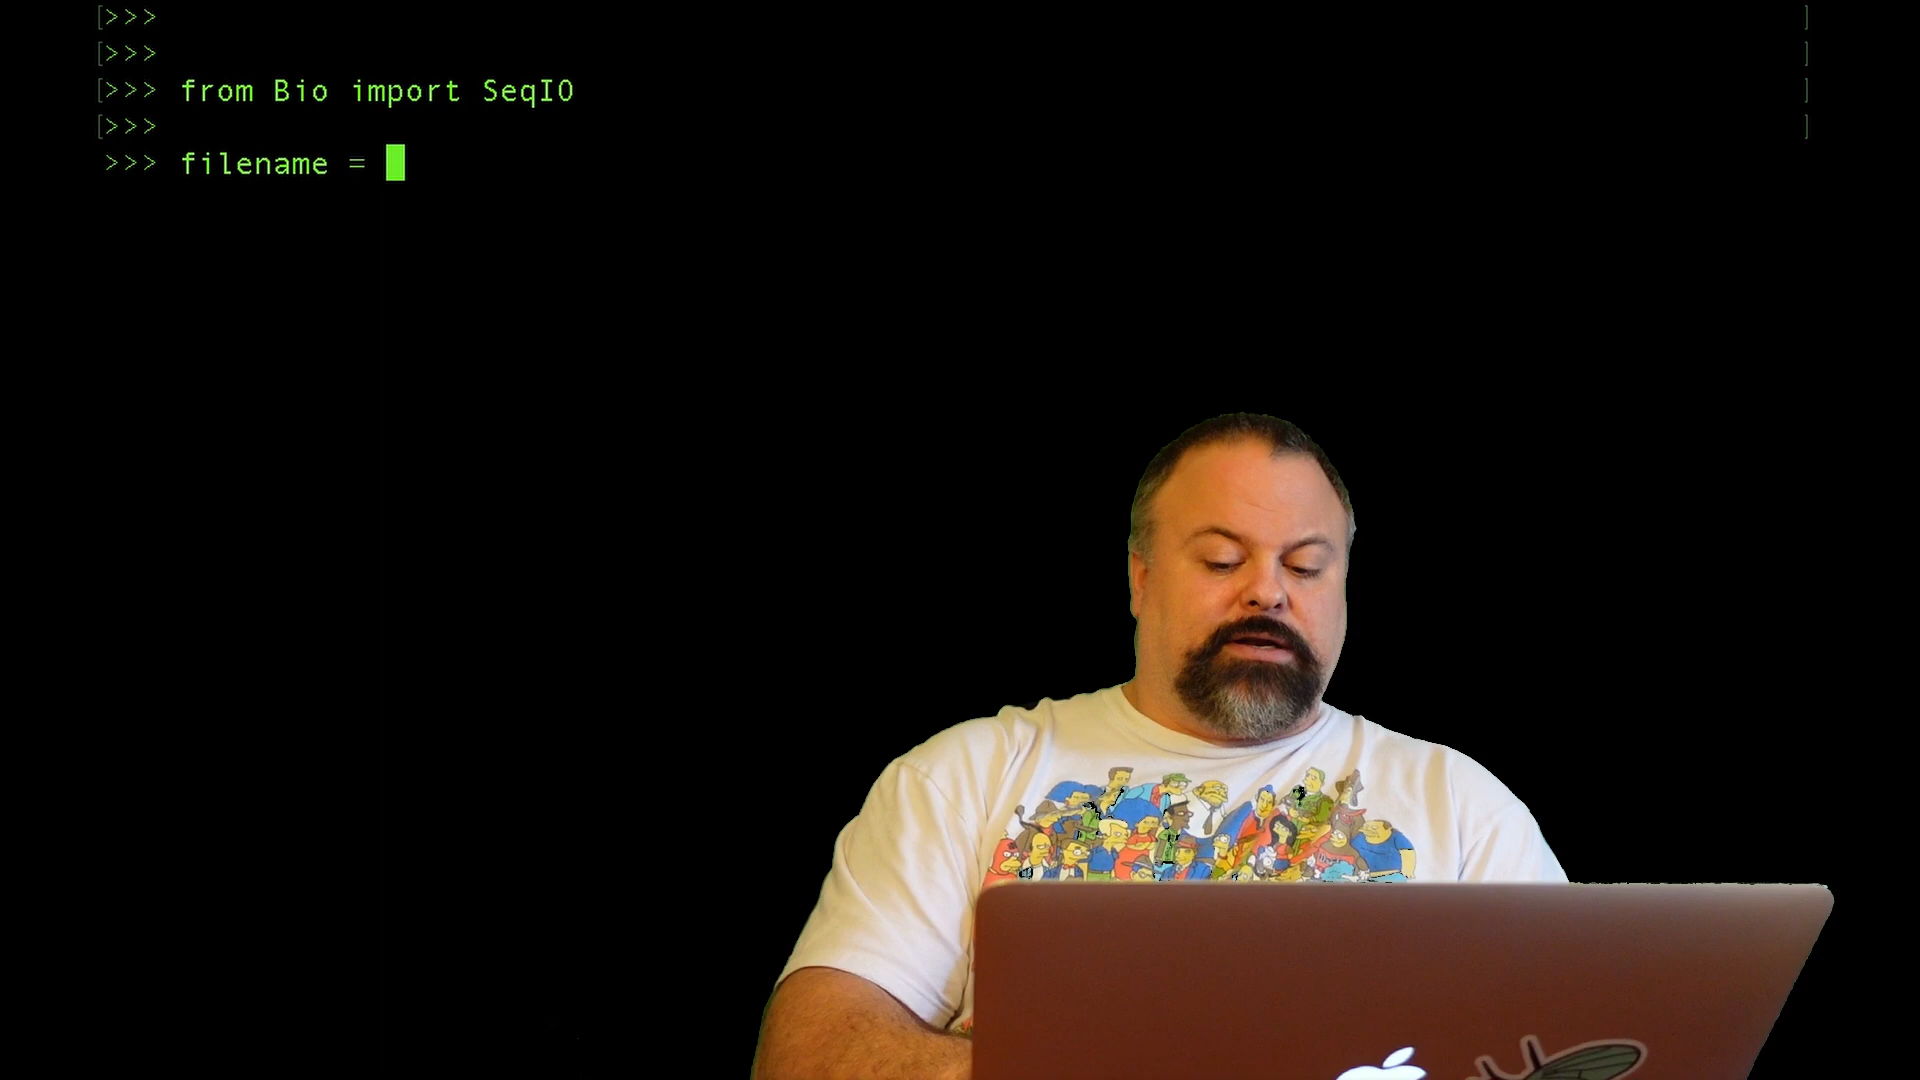 [>>> ]
[>>> ]
[>>> from Bio import SeqIO ]
[>>> ]
>>> filename =